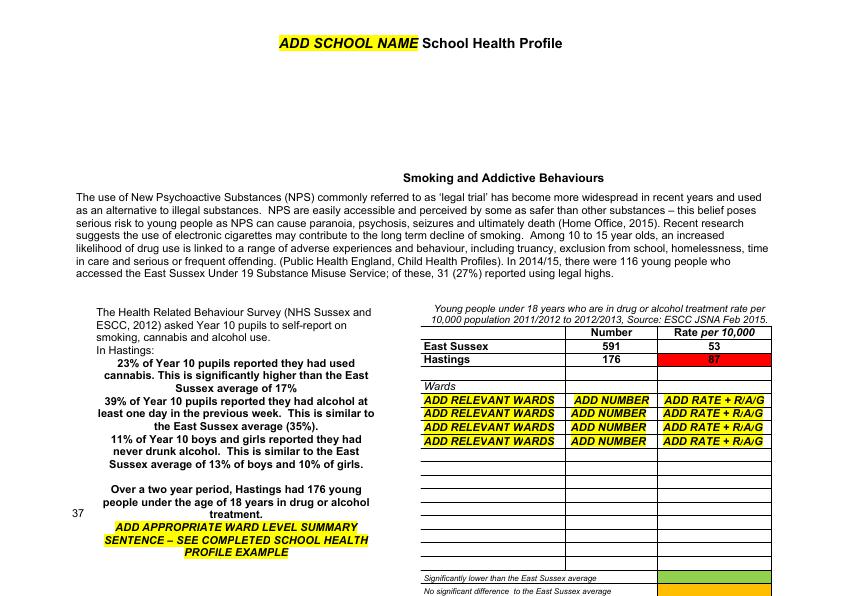 ADD SCHOOL NAME School Health Profile
Smoking and Addictive Behaviours
The use of New Psychoactive Substances (NPS) commonly referred to as ‘legal trial’ has become more widespread in recent years and used
as an alternative to illegal substances.  NPS are easily accessible and perceived by some as safer than other substances – this belief poses
serious risk to young people as NPS can cause paranoia, psychosis, seizures and ultimately death (Home Office, 2015). Recent research
suggests the use of electronic cigarettes may contribute to the long term decline of smoking.  Among 10 to 15 year olds, an increased
likelihood of drug use is linked to a range of adverse experiences and behaviour, including truancy, exclusion from school, homelessness, time
in care and serious or frequent offending. (Public Health England, Child Health Profiles). In 2014/15, there were 116 young people who
accessed the East Sussex Under 19 Substance Misuse Service; of these, 31 (27%) reported using legal highs.
The Health Related Behaviour Survey (NHS Sussex and
ESCC, 2012) asked Year 10 pupils to self-report on
smoking, cannabis and alcohol use.
In Hastings:
23% of Year 10 pupils reported they had used
cannabis. This is significantly higher than the East
Sussex average of 17%
39% of Year 10 pupils reported they had alcohol at
least one day in the previous week.  This is similar to
the East Sussex average (35%).
11% of Year 10 boys and girls reported they had
never drunk alcohol.  This is similar to the East
Sussex average of 13% of boys and 10% of girls.
Over a two year period, Hastings had 176 young
people under the age of 18 years in drug or alcohol
treatment.
ADD APPROPRIATE WARD LEVEL SUMMARY
SENTENCE – SEE COMPLETED SCHOOL HEALTH
PROFILE EXAMPLE
37
Young people under 18 years who are in drug or alcohol treatment rate per
10,000 population 2011/2012 to 2012/2013, Source: ESCC JSNA Feb 2015.
Number Rate per 10,000
East Sussex 591 53
Hastings 176 87
Wards
ADD RELEVANT WARDS ADD NUMBER ADD RATE + R/A/G
ADD RELEVANT WARDS ADD NUMBER ADD RATE + R/A/G
ADD RELEVANT WARDS ADD NUMBER ADD RATE + R/A/G
ADD RELEVANT WARDS ADD NUMBER ADD RATE + R/A/G
Significantly lower than the East Sussex average
No significant difference  to the East Sussex average